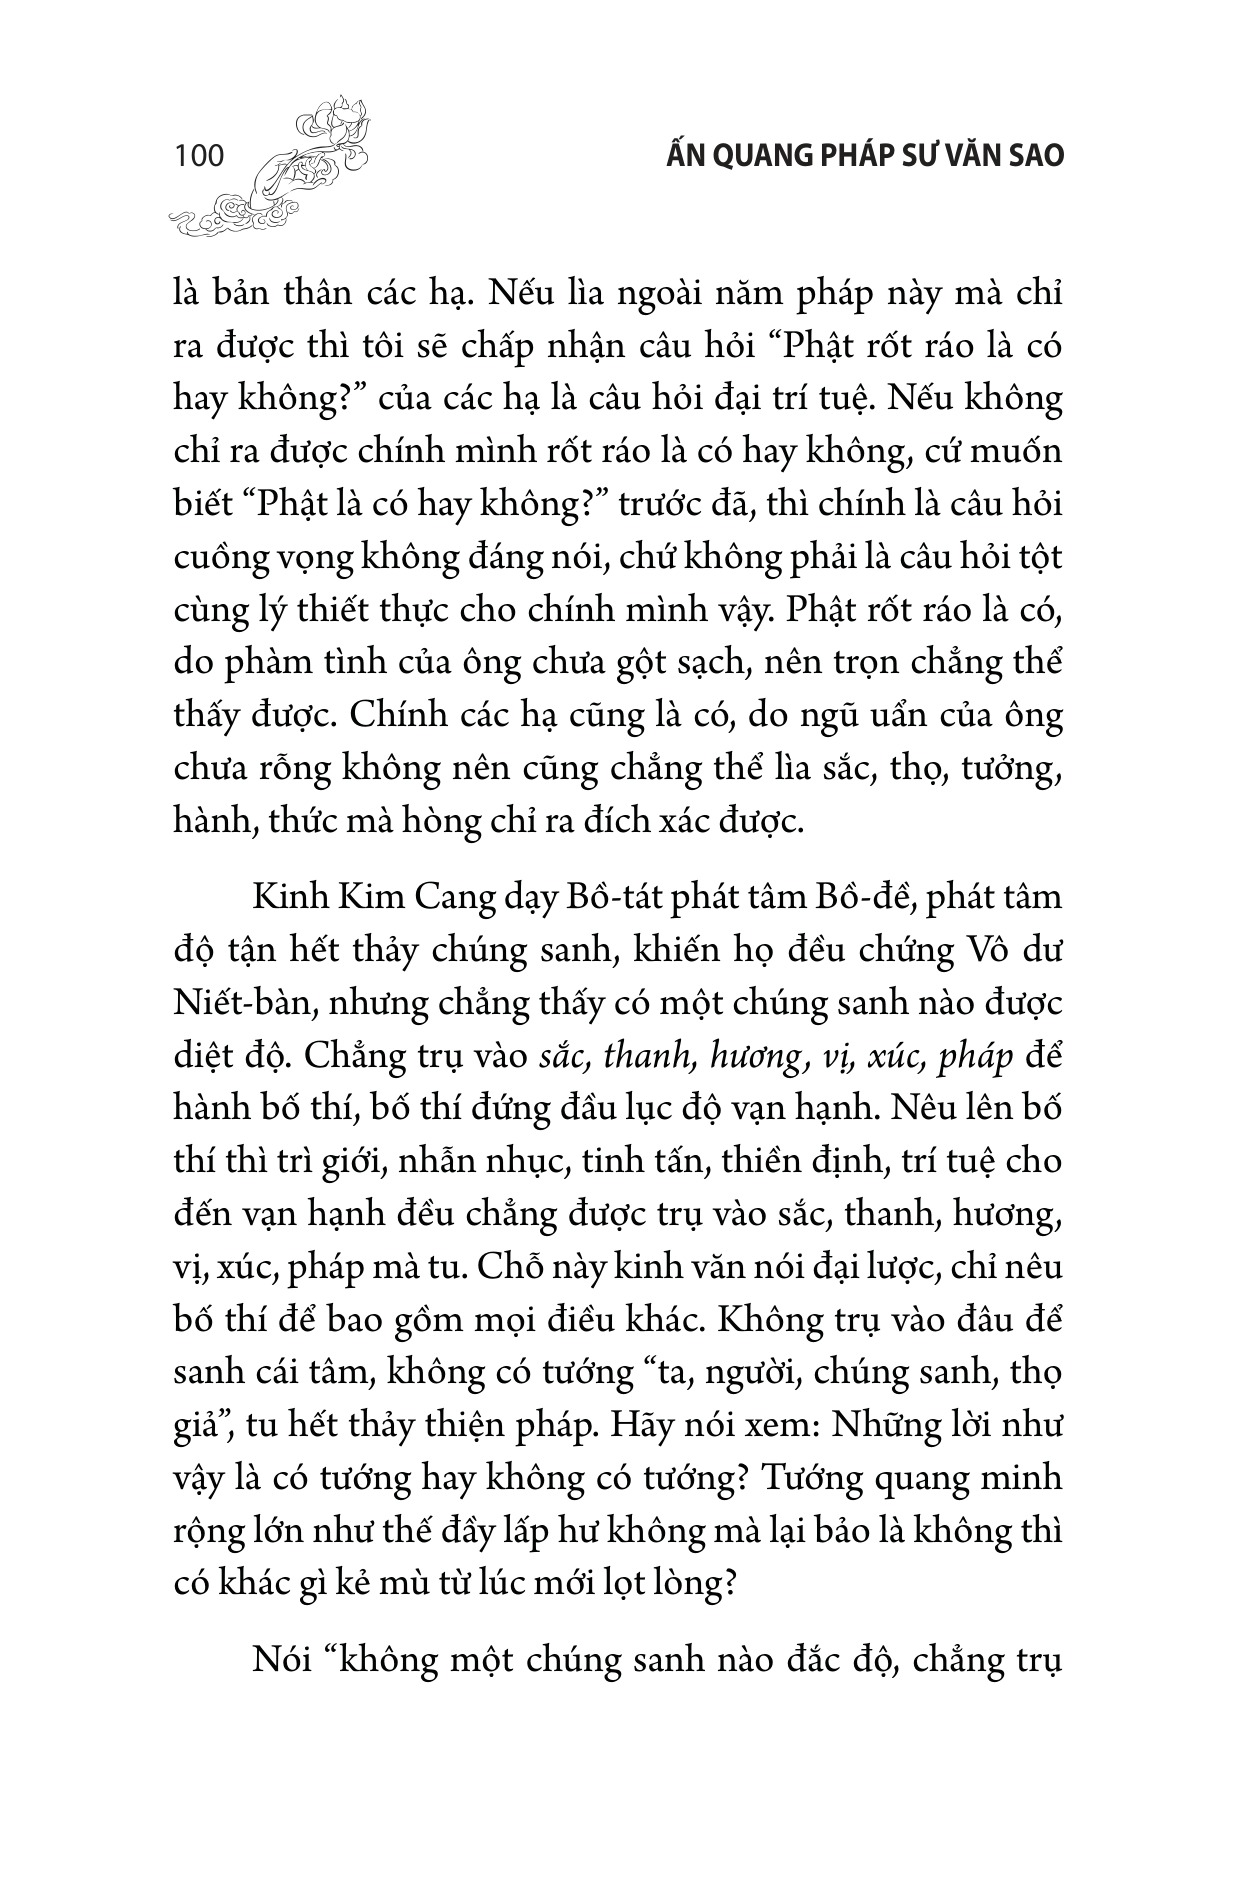 100
ẤN QUANG PHÁP SƯ VĂN SAO
là bản thân các hạ. Nếu lìa ngoài năm pháp này mà chỉ
ra được thì tôi sẽ chấp nhận câu hỏi “Phật rốt ráo là có
hay không?” của các hạ là câu hỏi đại trí tuệ. Nếu không
chỉ ra được chính mình rốt ráo là có hay không, cứ muốn
biết “Phật là có hay không?” trước đã, thì chính là câu hỏi
cuồng vọng không đáng nói, chứ không phải là câu hỏi tột
cùng lý thiết thực cho chính mình vậy. Phật rốt ráo là có,
do phàm tình của ông chưa gột sạch, nên trọn chẳng thể
thấy được. Chính các hạ cũng là có, do ngũ uẩn của ông
chưa rỗng không nên cũng chẳng thể lìa sắc, thọ, tưởng,
hành, thức mà hòng chỉ ra đích xác được.
Kinh Kim Cang dạy Bồ-tát phát tâm Bồ-đề, phát tâm
độ tận hết thảy chúng sanh, khiến họ đều chứng Vô dư
Niết-bàn, nhưng chẳng thấy có một chúng sanh nào được
diệt độ. Chẳng trụ vào sắc, thanh, hương, vị, xúc, pháp để
hành bố thí, bố thí đứng đầu lục độ vạn hạnh. Nêu lên bố
thí thì trì giới, nhẫn nhục, tinh tấn, thiền định, trí tuệ cho
đến vạn hạnh đều chẳng được trụ vào sắc, thanh, hương,
vị, xúc, pháp mà tu. Chỗ này kinh văn nói đại lược, chỉ nêu
bố thí để bao gồm mọi điều khác. Không trụ vào đâu để
sanh cái tâm, không có tướng “ta, người, chúng sanh, thọ
giả”, tu hết thảy thiện pháp. Hãy nói xem: Những lời như
vậy là có tướng hay không có tướng? Tướng quang minh
rộng lớn như thế đầy lấp hư không mà lại bảo là không thì
có khác gì kẻ mù từ lúc mới lọt lòng?
Nói “không một chúng sanh nào đắc độ, chẳng trụ